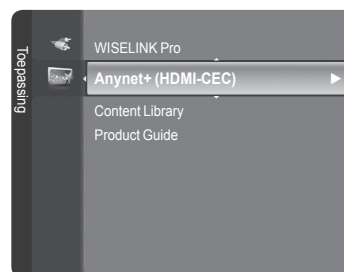 Toepassing
WISELINK Pro
Anynet+ (HDMI-CEC)
Content Library
Product Guide